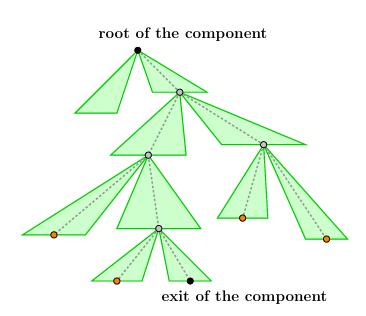 root of the component
exit of the component